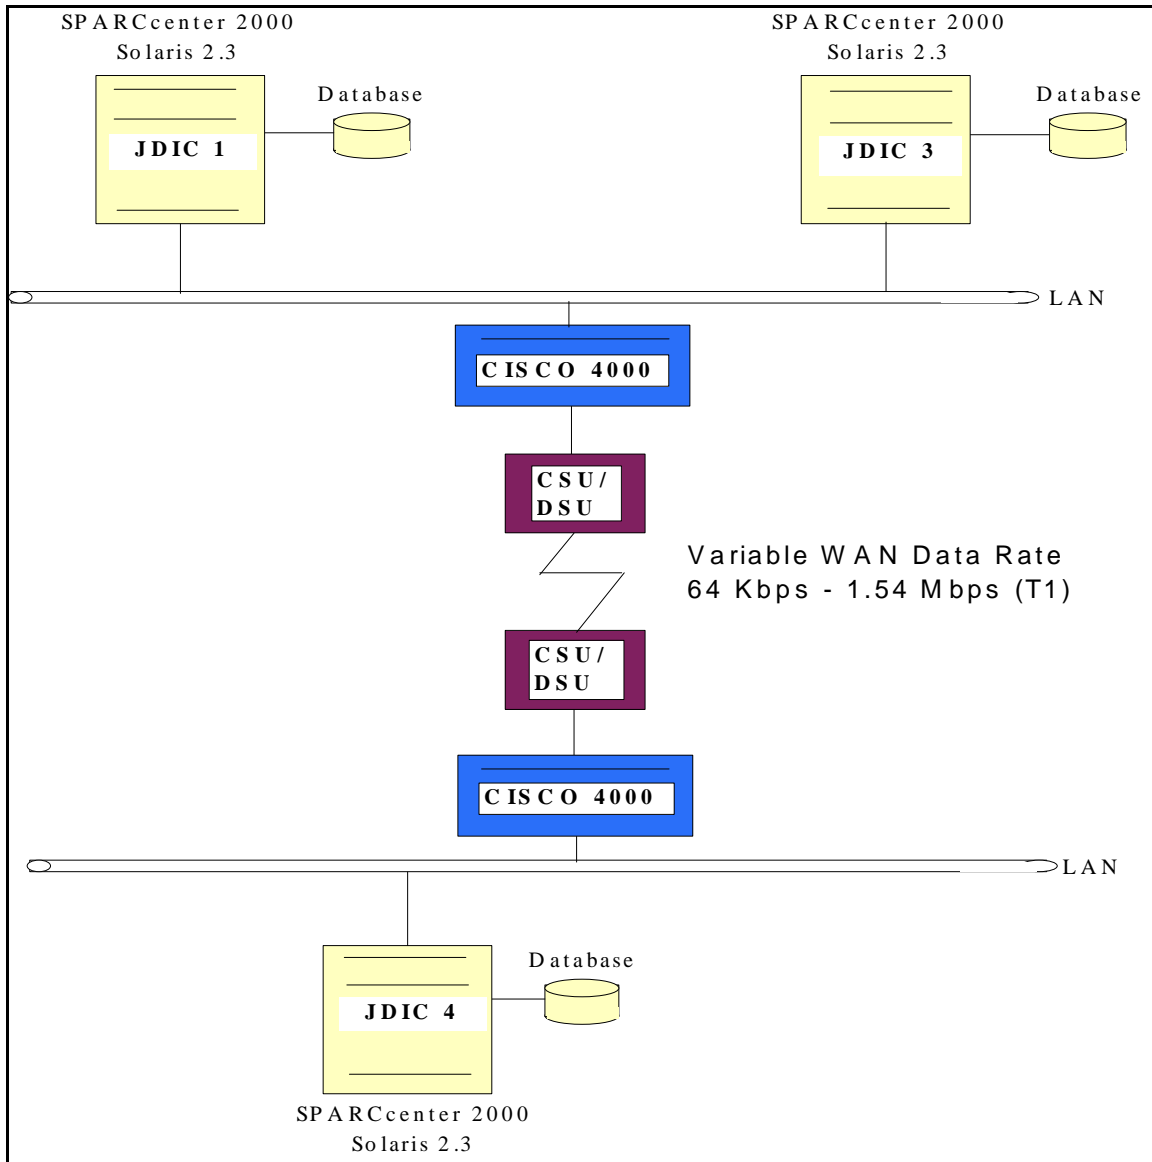 SPARCcenter 2000
Solaris 2.3
Database
JDIC 1
SPARCcenter 2000
Solaris 2.3
Database
JDIC 3
LAN
CISCO 4000
CSU/
DSU
Variable WAN Data Rate
64 Kbps - 1.54 Mbps (T1)
CSU/
DSU
CISCO 4000
LAN
Database
JDIC 4
SPARCcenter 2000
Solaris 2.3